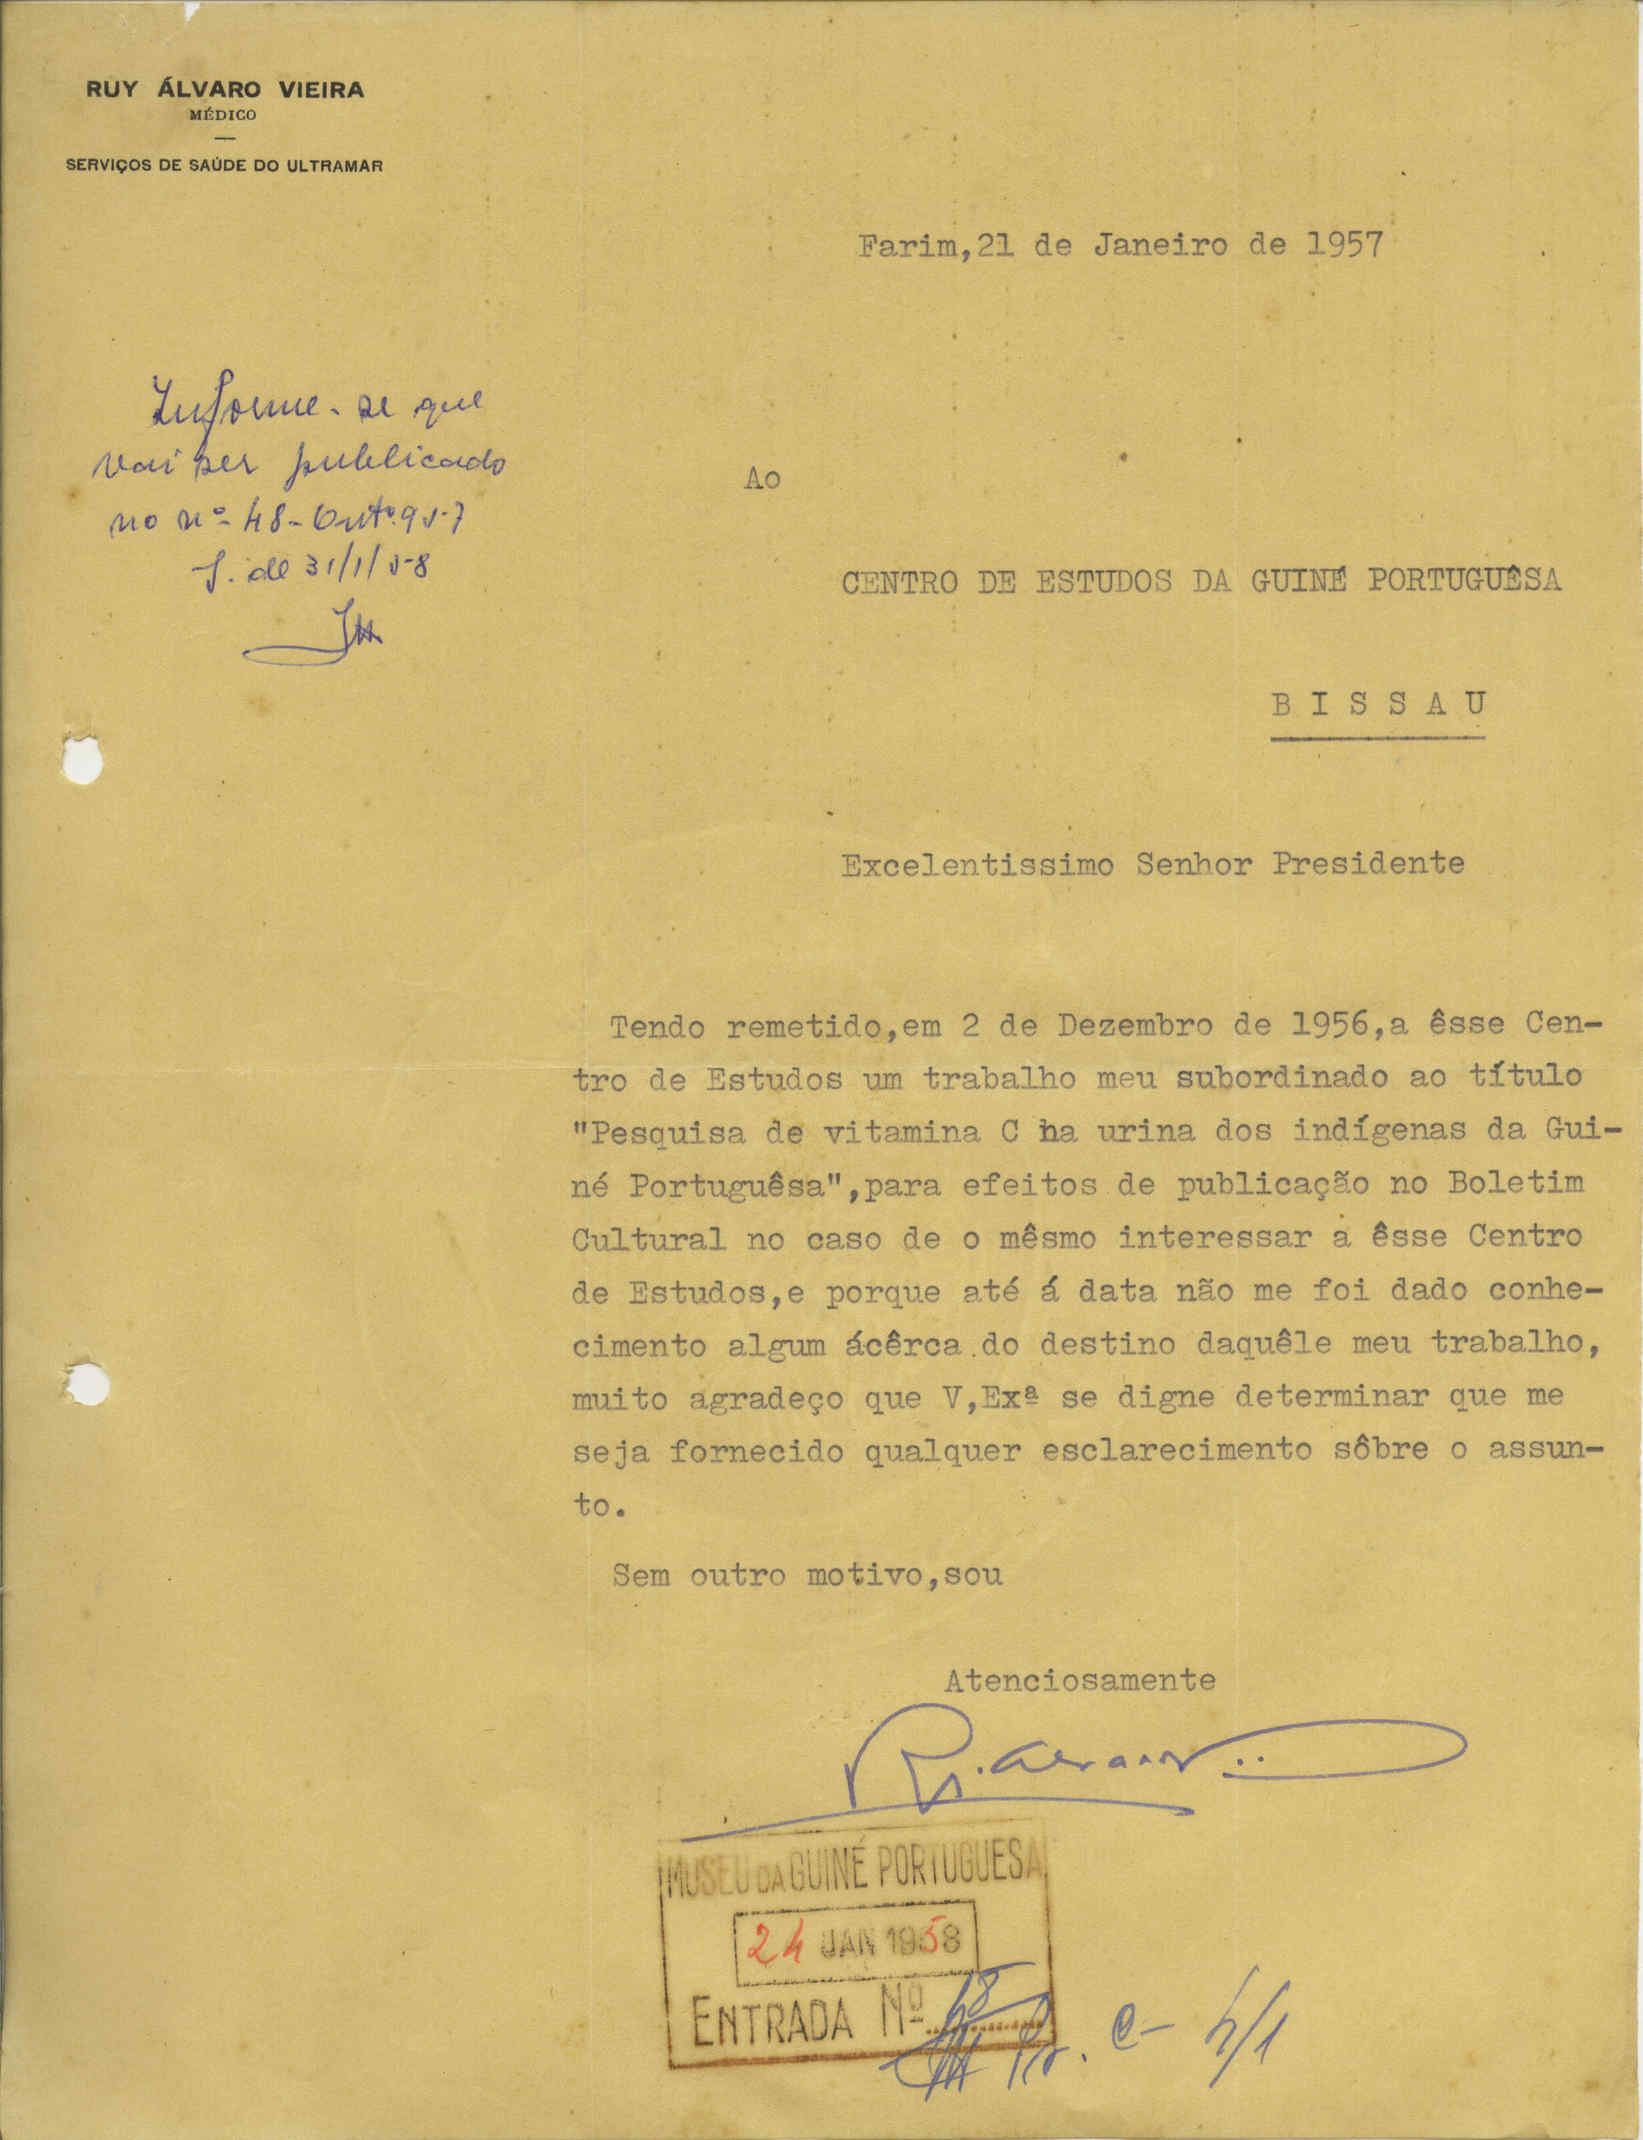 RUY ÁLVARO VIEIRA
MÉDICO
SERVIÇOS DE SAÚDE DO ULTRAMAR
Farim,21 de Janeiro de 1957
Informe-se que
vai ser publicado
no nº 48-Outº.957
31/1/58
Ao
CENTRO DE ESTUDOS DA GUINÉ PORTUGUÊSA
B I S S A U
Excelentissimo Senhor Presidente
Tendo remetido,em 2 de Dezembro de 1956,a êsse Cen-
tro de Estudos um trabalho meu subordinado ao título
"Pesquisa de vitamina C na urina dos indígenas da Gui-
né Portuguêsa",para efeitos de publicação no Boletim
Cultural no caso de o mêsmo interessar a êsse Centro
de Estudos,e porque até á data não me foi dado conhe-
cimento algum ácêrca do destino daquêle meu trabalho,
muito agradeço que V,Exª se digne determinar que me
seja fornecido qualquer esclarecimento sôbre o assun-
to.
Sem outro motivo,sou
Atenciosamente
MUSEU DA GUINÉ PORTUGUESA
24 JAN 1958
ENTRADA Nº 68